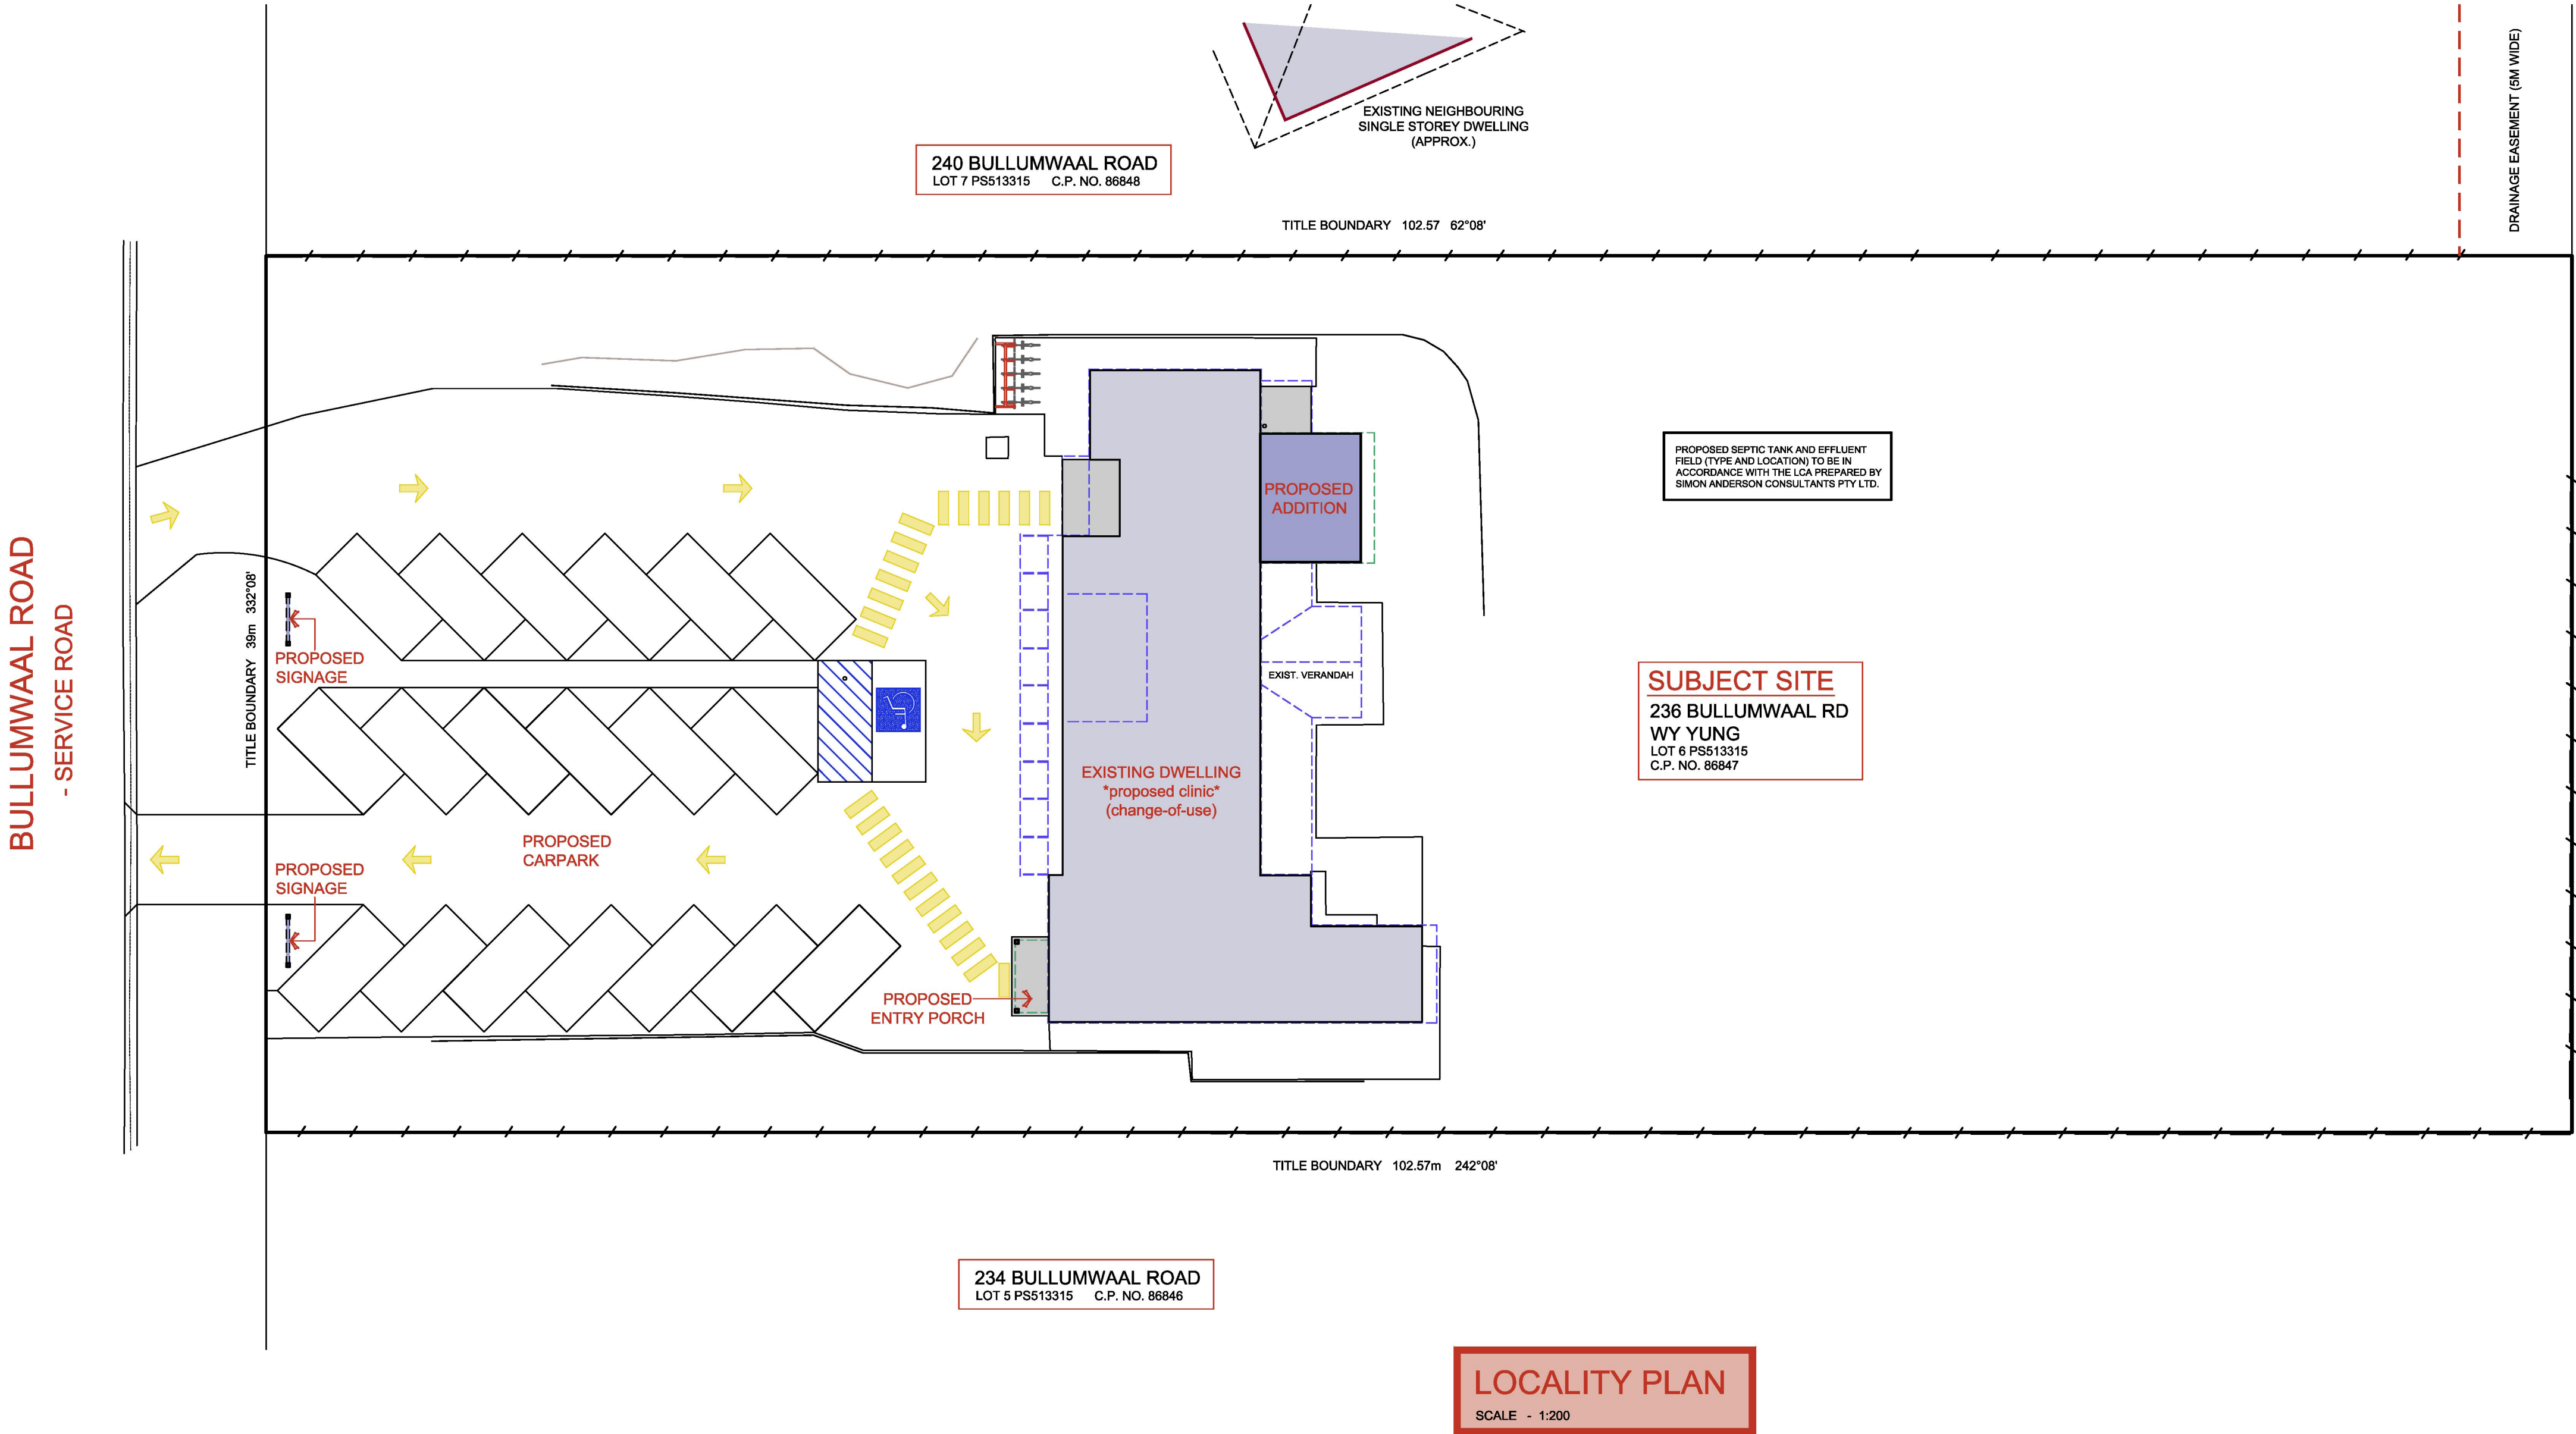 EXISTING NEIGHBOURING
SINGLE STOREY DWELLING
(APPROX.)
DRAINAGE EASEMENT (5M WIDE)
240 BULLUMWAAL ROAD
LOT 7 PS513315 C.P. NO. 86848
TITLE BOUNDARY 102.57 62°08'
BULLUMWAAL ROAD
- SERVICE ROAD
TITLE BOUNDARY 39m 332°08'
PROPOSED
ADDITION
PROPOSED SEPTIC TANK AND EFFLUENT
FIELD (TYPE AND LOCATION) TO BE IN
ACCORDANCE WITH THE LCA PREPARED BY
SIMON ANDERSON CONSULTANTS PTY LTD.
PROPOSED
SIGNAGE
EXIST. VERANDAH
SUBJECT SITE
236 BULLUMWAAL RD
WY YUNG
LOT 6 PS513315
C.P. NO. 86847
EXISTING DWELLING
*proposed clinic*
(change-of-use)
PROPOSED
CARPARK
PROPOSED
SIGNAGE
PROPOSED
ENTRY PORCH
TITLE BOUNDARY 102.57m 242°08'
234 BULLUMWAAL ROAD
LOT 5 PS513315 C.P. NO. 86846
LOCALITY PLAN
SCALE - 1:200